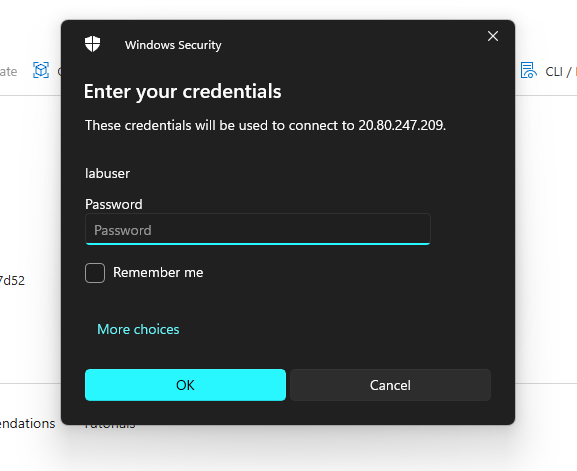 Windows Security
ate
CLI /
Enter your credentials
These credentials will be used to connect to 20.80.247.209.
labuser
Password
Password
Remember me
7d52
More choices
OK
Cancel
endations
Tutorials